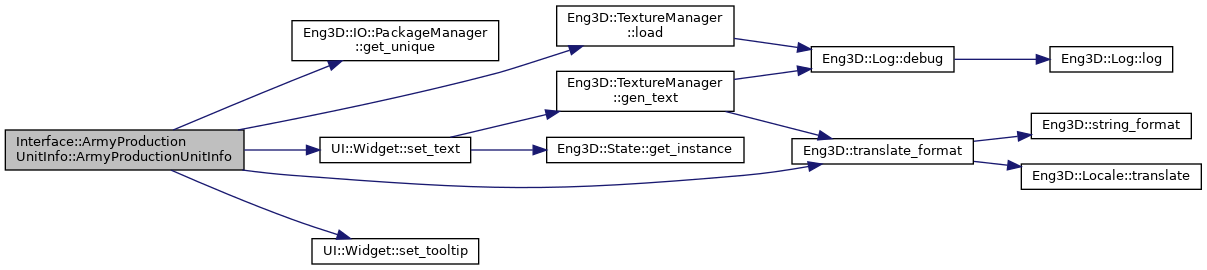 Interface::ArmyProduction
UnitInfo::ArmyProductionUnitInfo
Eng3D::IO::PackageManager
::get_unique
Eng3D::TextureManager
::load
Eng3D::Log::debug
Eng3D::Log::log
Eng3D::TextureManager
::gen_text
UI::Widget::set_text
Eng3D::State::get_instance
Eng3D::translate_format
Eng3D::string_format
Eng3D::Locale::translate
UI::Widget::set_tooltip